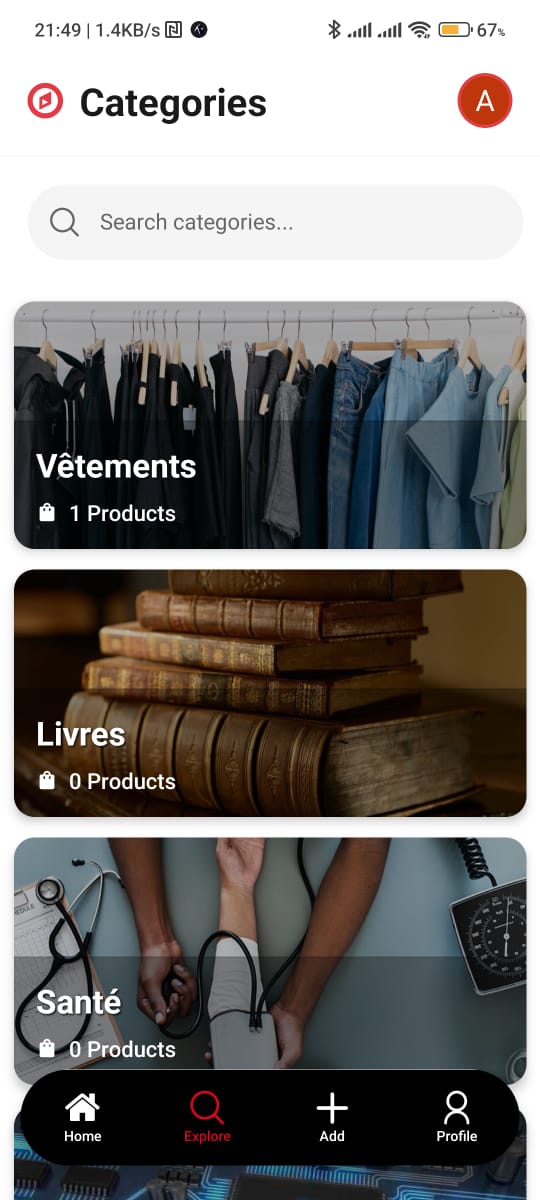 21:49 | 1.4KB/s
67%
Categories
A
Search categories...
Vêtements
1 Products
Livres
0 Products
Santé
0 Products
Home
Explore
Add
Profile